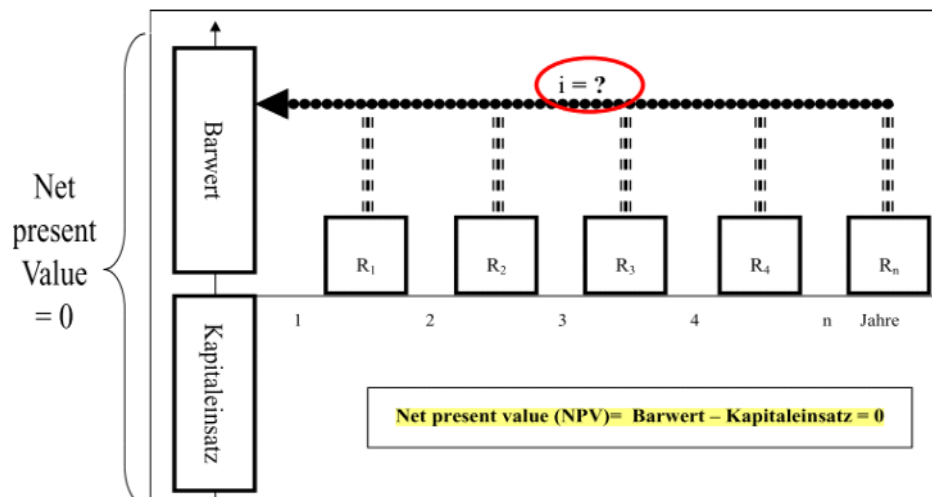 Net
present
Value
= 0
Barwert
Kapitaleinsatz
i = ?
R₁
R₂
R₃
R₄
Rₙ
1
2
3
4
n
Jahre
Net present value (NPV)= Barwert – Kapitaleinsatz = 0